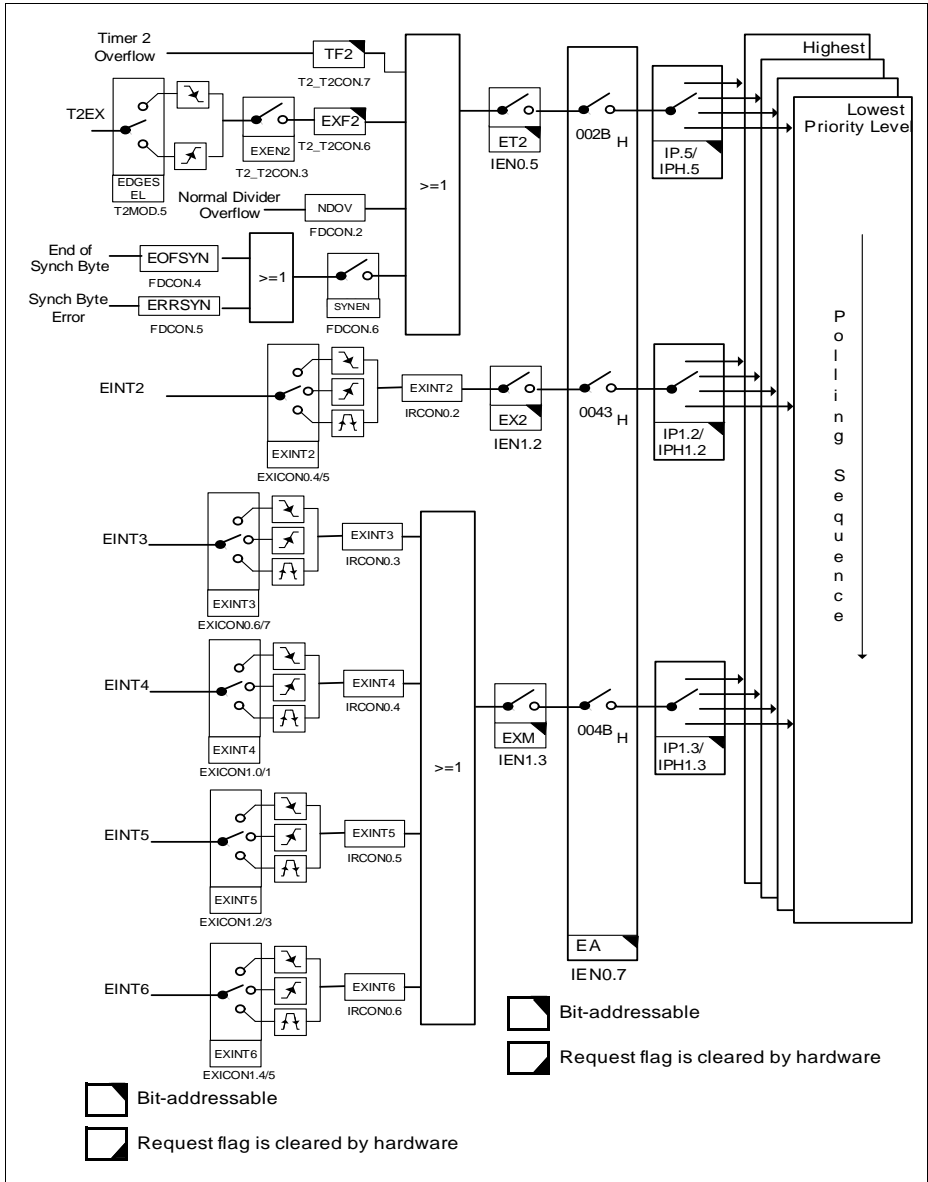 Timer 2
Overflow
TF2
T2_T2CON.7
T2EX
EDGES
EL
T2MOD.5
EXEN2
T2_T2CON.3
EXF2
T2_T2CON.6
Normal Divider
Overflow
NDOV
FDCON.2
End of
Synch Byte
EOFSYN
FDCON.4
Synch Byte
Error
ERRSYN
FDCON.5
>=1
SYNEN
FDCON.6
>=1
ET2
IEN0.5
002B H
IP.5/
IPH.5
Highest
Lowest
Priority Level
EINT2
EXINT2
EXICON0.4/5
EXINT2
IRCON0.2
EX2
IEN1.2
0043 H
IP1.2/
IPH1.2
Polling Sequence
EINT3
EXINT3
EXICON0.6/7
EXINT3
IRCON0.3
EINT4
EXINT4
EXICON1.0/1
EXINT4
IRCON0.4
>=1
EXM
IEN1.3
004B H
IP1.3/
IPH1.3
EINT5
EXINT5
EXICON1.2/3
EXINT5
IRCON0.5
EINT6
EXINT6
EXICON1.4/5
EXINT6
IRCON0.6
EA
IEN0.7
Bit-addressable
Request flag is cleared by hardware
Bit-addressable
Request flag is cleared by hardware